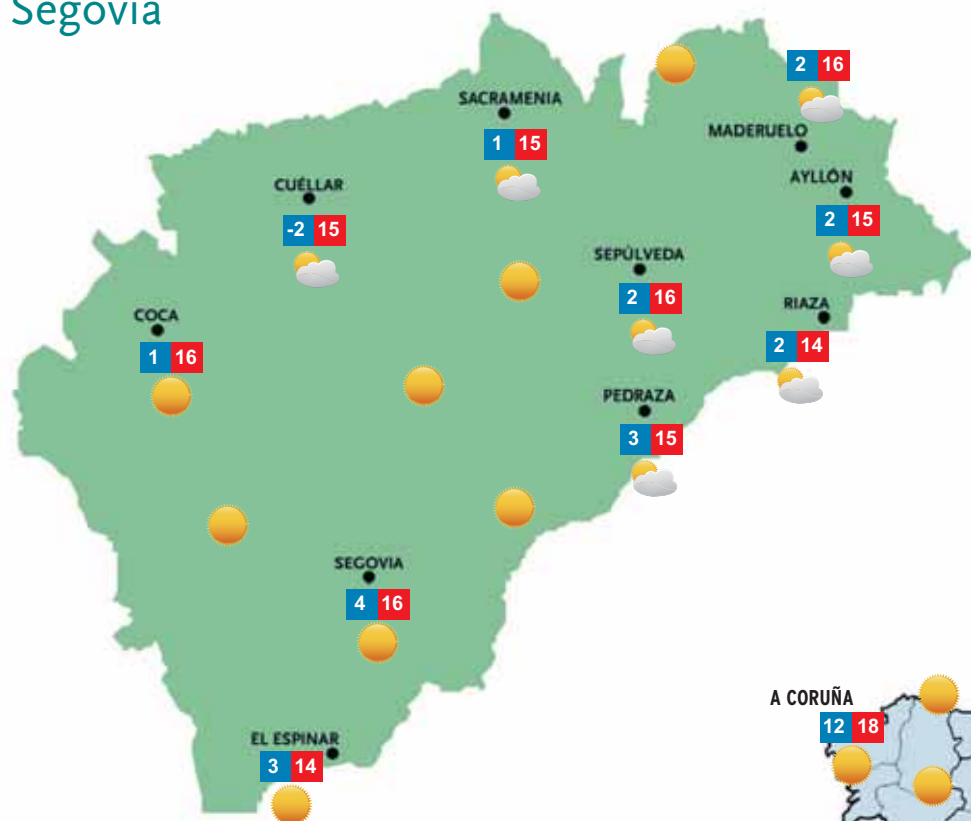 Segovia
2 16
SACRAMENIA
MADERUELO
1 15
AYLLÓN
CUÉLLAR
2 15
-2 15
SEPÚLVEDA
2 16
RIAZA
COCA
2 14
1 16
PEDRAZA
3 15
SEGOVIA
4 16
A CORUÑA
12 18
EL ESPINAR
3 14